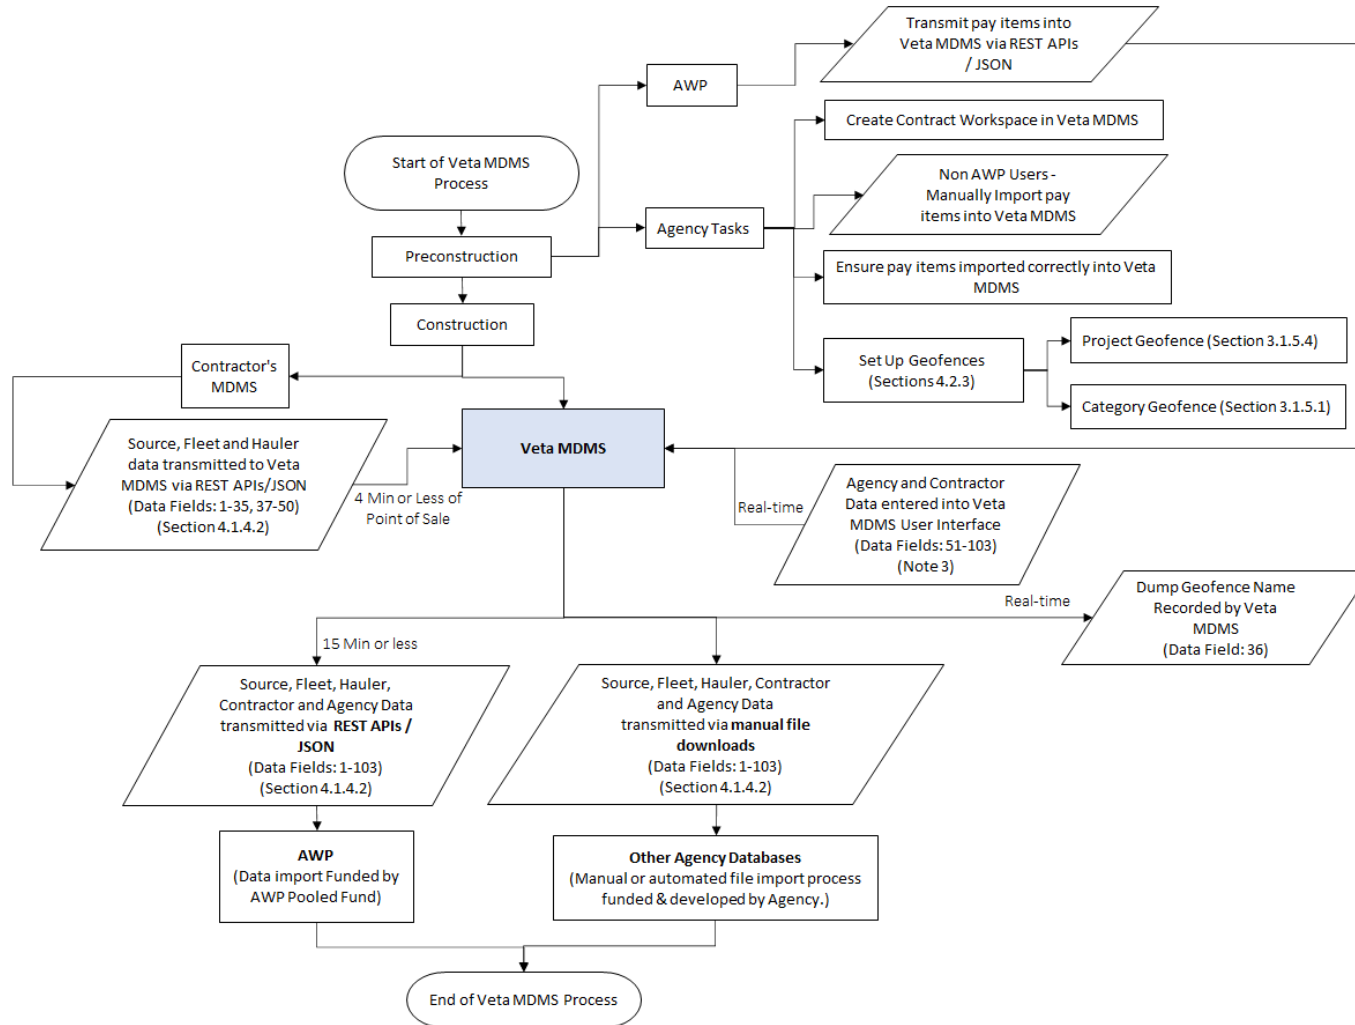 Transmit pay items into
Veta MDMS via REST APIs
/ JSON
AWP
Create Contract Workspace in Veta MDMS
Start of Veta MDMS
Process
Non AWP Users -
Manually Import pay
items into Veta MDMS
Agency Tasks
Preconstruction
Ensure pay items imported correctly into Veta
MDMS
Construction
Project Geofence (Section 3.1.5.4)
Set Up Geofences
(Sections 4.2.3)
Contractor's
MDMS
Category Geofence (Section 3.1.5.1)
Source, Fleet and Hauler
data transmitted to Veta
MDMS via REST APIs/JSON
(Data Fields: 1-35, 37-50)
(Section 4.1.4.2)
4 Min or Less of
Point of Sale
Veta MDMS
Real-time
Agency and Contractor
Data entered into Veta
MDMS User Interface
(Data Fields: 51-103)
(Note 3)
Real-time
Dump Geofence Name
Recorded by Veta
MDMS
(Data Field: 36)
15 Min or less
Source, Fleet, Hauler,
Contractor and Agency Data
transmitted via REST APIs /
JSON
(Data Fields: 1-103)
(Section 4.1.4.2)
Source, Fleet, Hauler, Contractor
and Agency Data
transmitted via manual file
downloads
(Data Fields: 1-103)
(Section 4.1.4.2)
AWP
(Data import Funded by
AWP Pooled Fund)
Other Agency Databases
(Manual or automated file import process
funded & developed by Agency.)
End of Veta MDMS Process